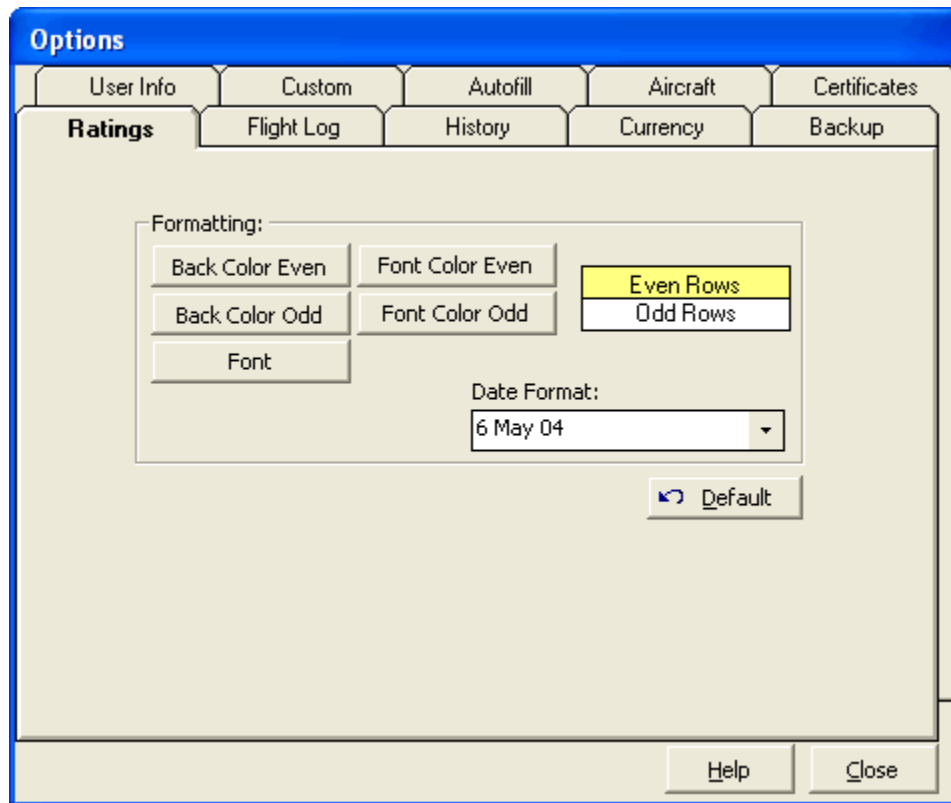 Options
User Info Custom Autofill Aircraft Certificates
Ratings Flight Log History Currency Backup
Formatting:
Back Color Even Font Color Even
Even Rows
Back Color Odd Font Color Odd Odd Rows
Font
Date Format:
6 May 04
Default
Help Close